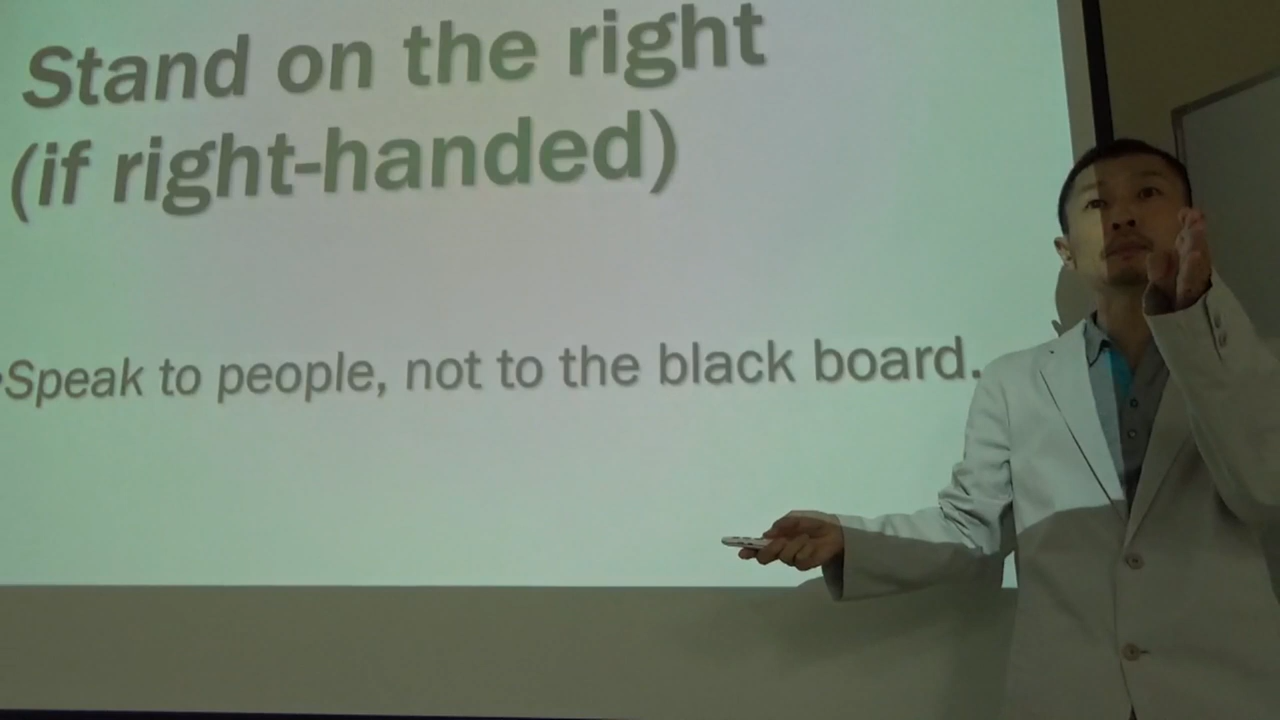 Stand on the right
(if right-handed)
•Speak to people, not to the black board.